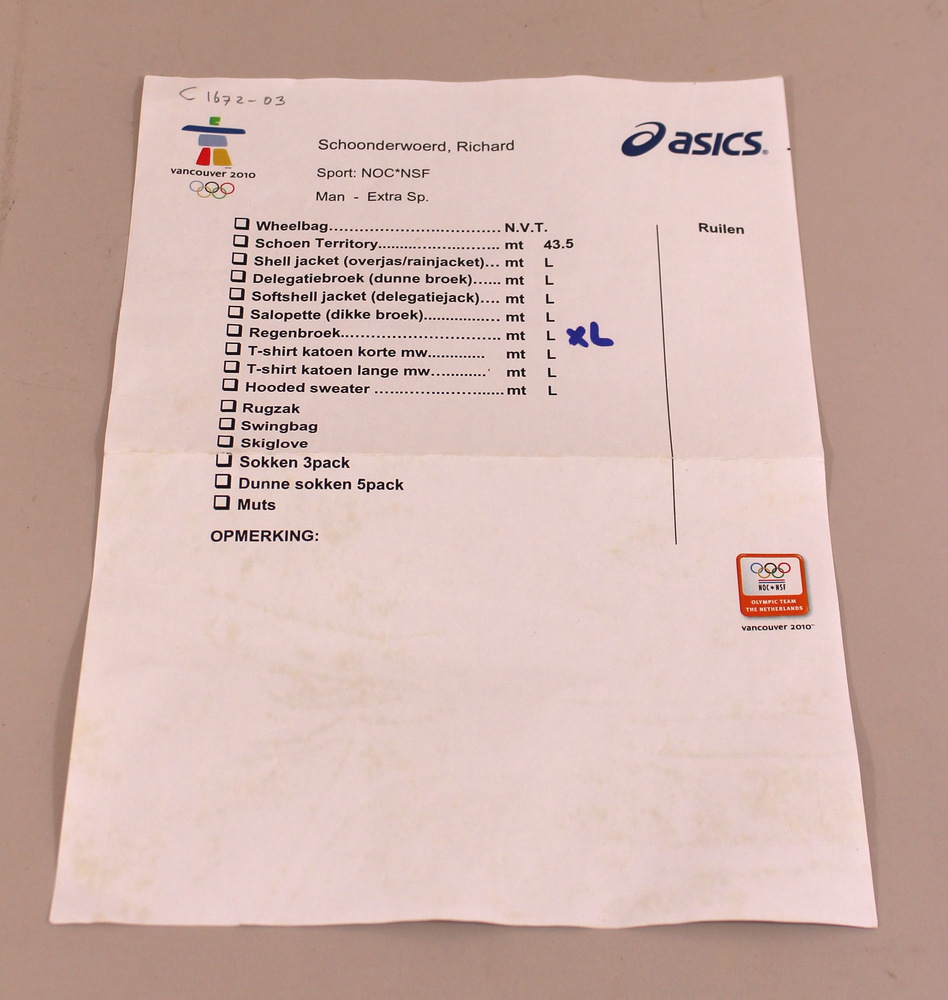 C 1672-03
vancouver 2010
Schoonderwoerd, Richard
asics.
Sport: NOC*NSF
Man - Extra Sp.
Wheelbag................................... N.V.T.
Schoen Territory......................... mt 43.5
Shell jacket (overjas/rainjacket)... mt L
Delegatiebroek (dunne broek)...... mt L
Softshell jacket (delegatiejack).... mt L
Salopette (dikke broek)............... mt L
Regenbroek................................ mt L XL
T-shirt katoen korte mw............. mt L
T-shirt katoen lange mw............. mt L
Hooded sweater .......................... mt L
Rugzak
Swingbag
Skiglove
Sokken 3pack
Dunne sokken 5pack
Muts
OPMERKING:
Ruilen
NOC*NSF
OLYMPIC TEAM
THE NETHERLANDS
vancouver 2010™